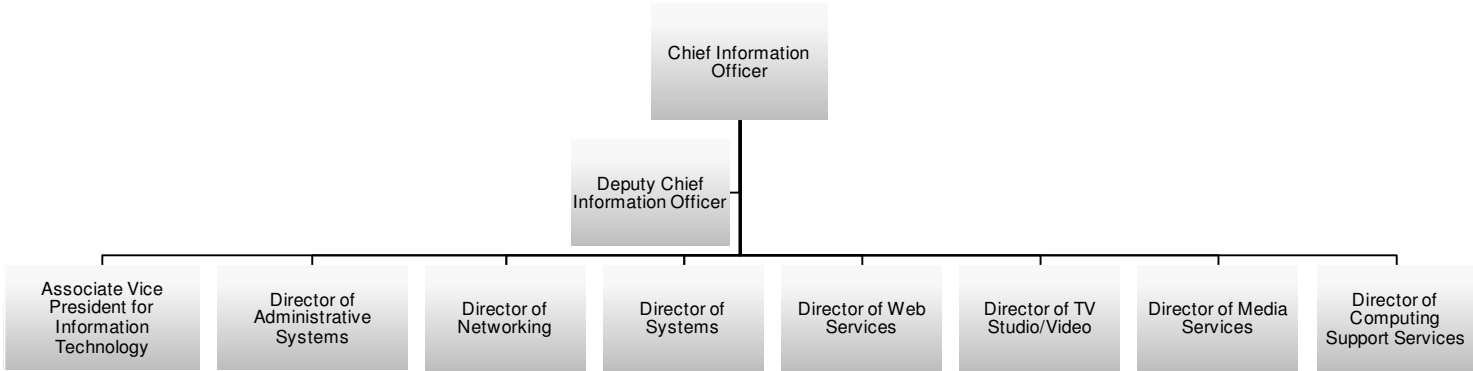 Chief Information
Officer
Deputy Chief
Information Officer
Associate Vice
President for
Information
Technology
Director of
Administrative
Systems
Director of
Networking
Director of
Systems
Director of Web
Services
Director of TV
Studio/Video
Director of Media
Services
Director of
Computing
Support Services